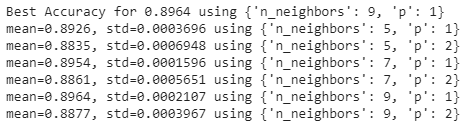 Best Accuracy for 0.8964 using {'n_neighbors': 9, 'p': 1}
mean=0.8926, std=0.0003696 using {'n_neighbors': 5, 'p': 1}
mean=0.8835, std=0.0006948 using {'n_neighbors': 5, 'p': 2}
mean=0.8954, std=0.0001596 using {'n_neighbors': 7, 'p': 1}
mean=0.8861, std=0.0005651 using {'n_neighbors': 7, 'p': 2}
mean=0.8964, std=0.0002107 using {'n_neighbors': 9, 'p': 1}
mean=0.8877, std=0.0003967 using {'n_neighbors': 9, 'p': 2}